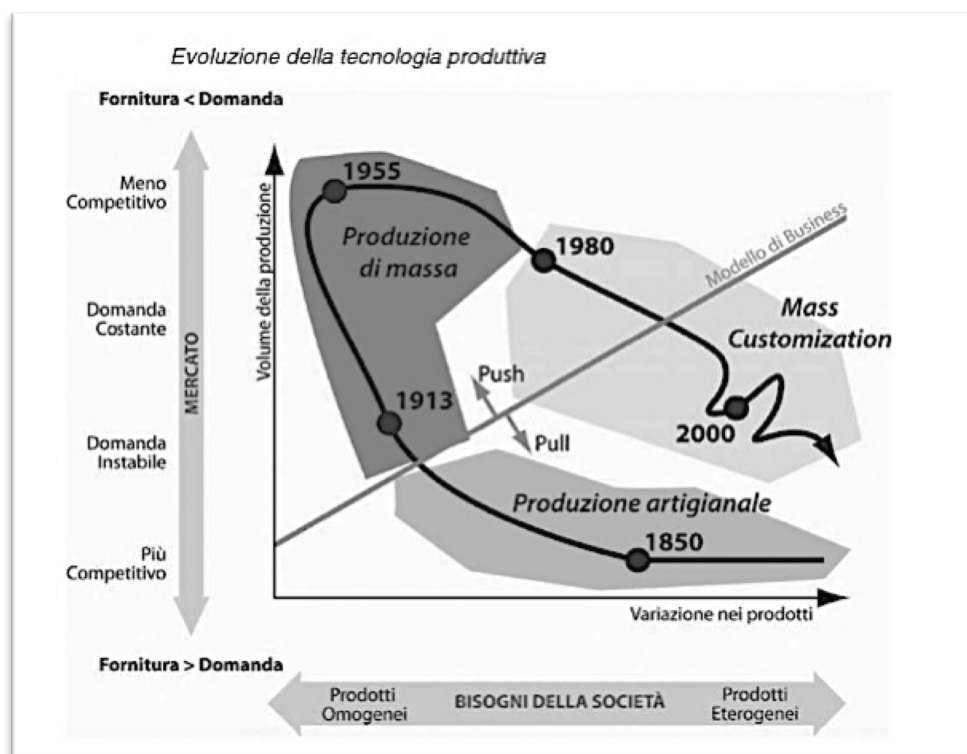 Evoluzione della tecnologia produttiva
Fornitura < Domanda
Meno
Competitivo
Domanda
Costante
MERCATO
Domanda
Instabile
Più
Competitivo
Fornitura > Domanda
Volume della produzione
1955
Produzione
di massa
1980
Modello di Business
Mass
Customization
1913
Push
Pull
2000
Produzione artigianale
1850
Variazione nei prodotti
Prodotti
Omogenei
BISOGNI DELLA SOCIETÀ
Prodotti
Eterogenei